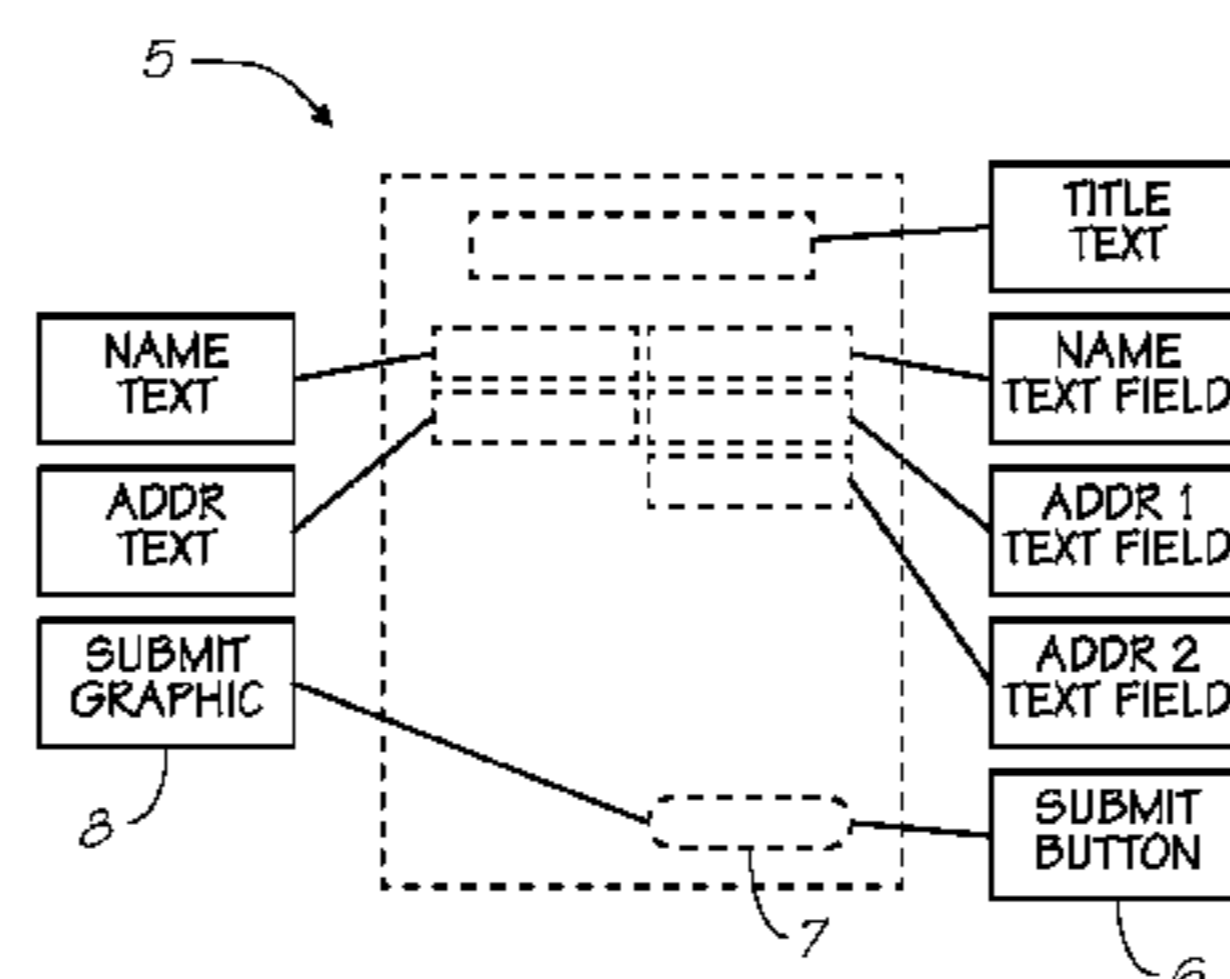 5
TITLE
TEXT
NAME
TEXT
NAME
TEXT FIELD
ADDR
TEXT
ADDR 1
TEXT FIELD
SUBMIT
GRAPHIC
ADDR 2
TEXT FIELD
8
SUBMIT
BUTTON
7
6